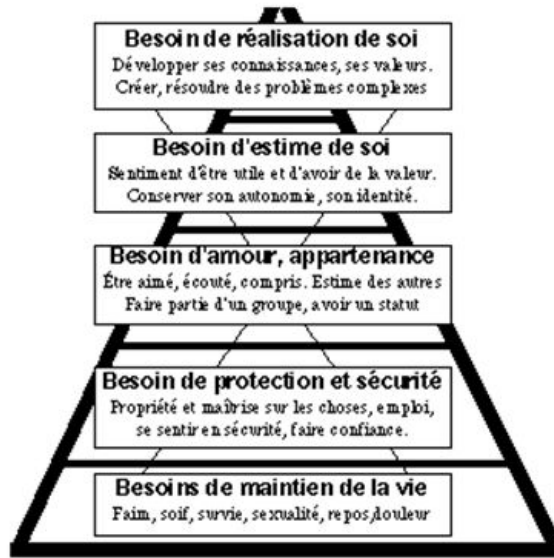 Besoin de réalisation de soi
Développer ses connaissances, ses valeurs.
Créer, résoudre des problèmes complexes
Besoin d'estime de soi
Sentiment d'être utile et d'avoir de la valeur.
Conserver son autonomie, son identité.
Besoin d'amour, appartenance
Être aimé, écouté, compris. Estime des autres
Faire partie d'un groupe, avoir un statut
Besoin de protection et sécurité
Propriété et maîtrise sur les choses, emploi,
se sentir en sécurité, faire confiance.
Besoins de maintien de la vie
Faim, soif, survie, sexualité, repos,douleur